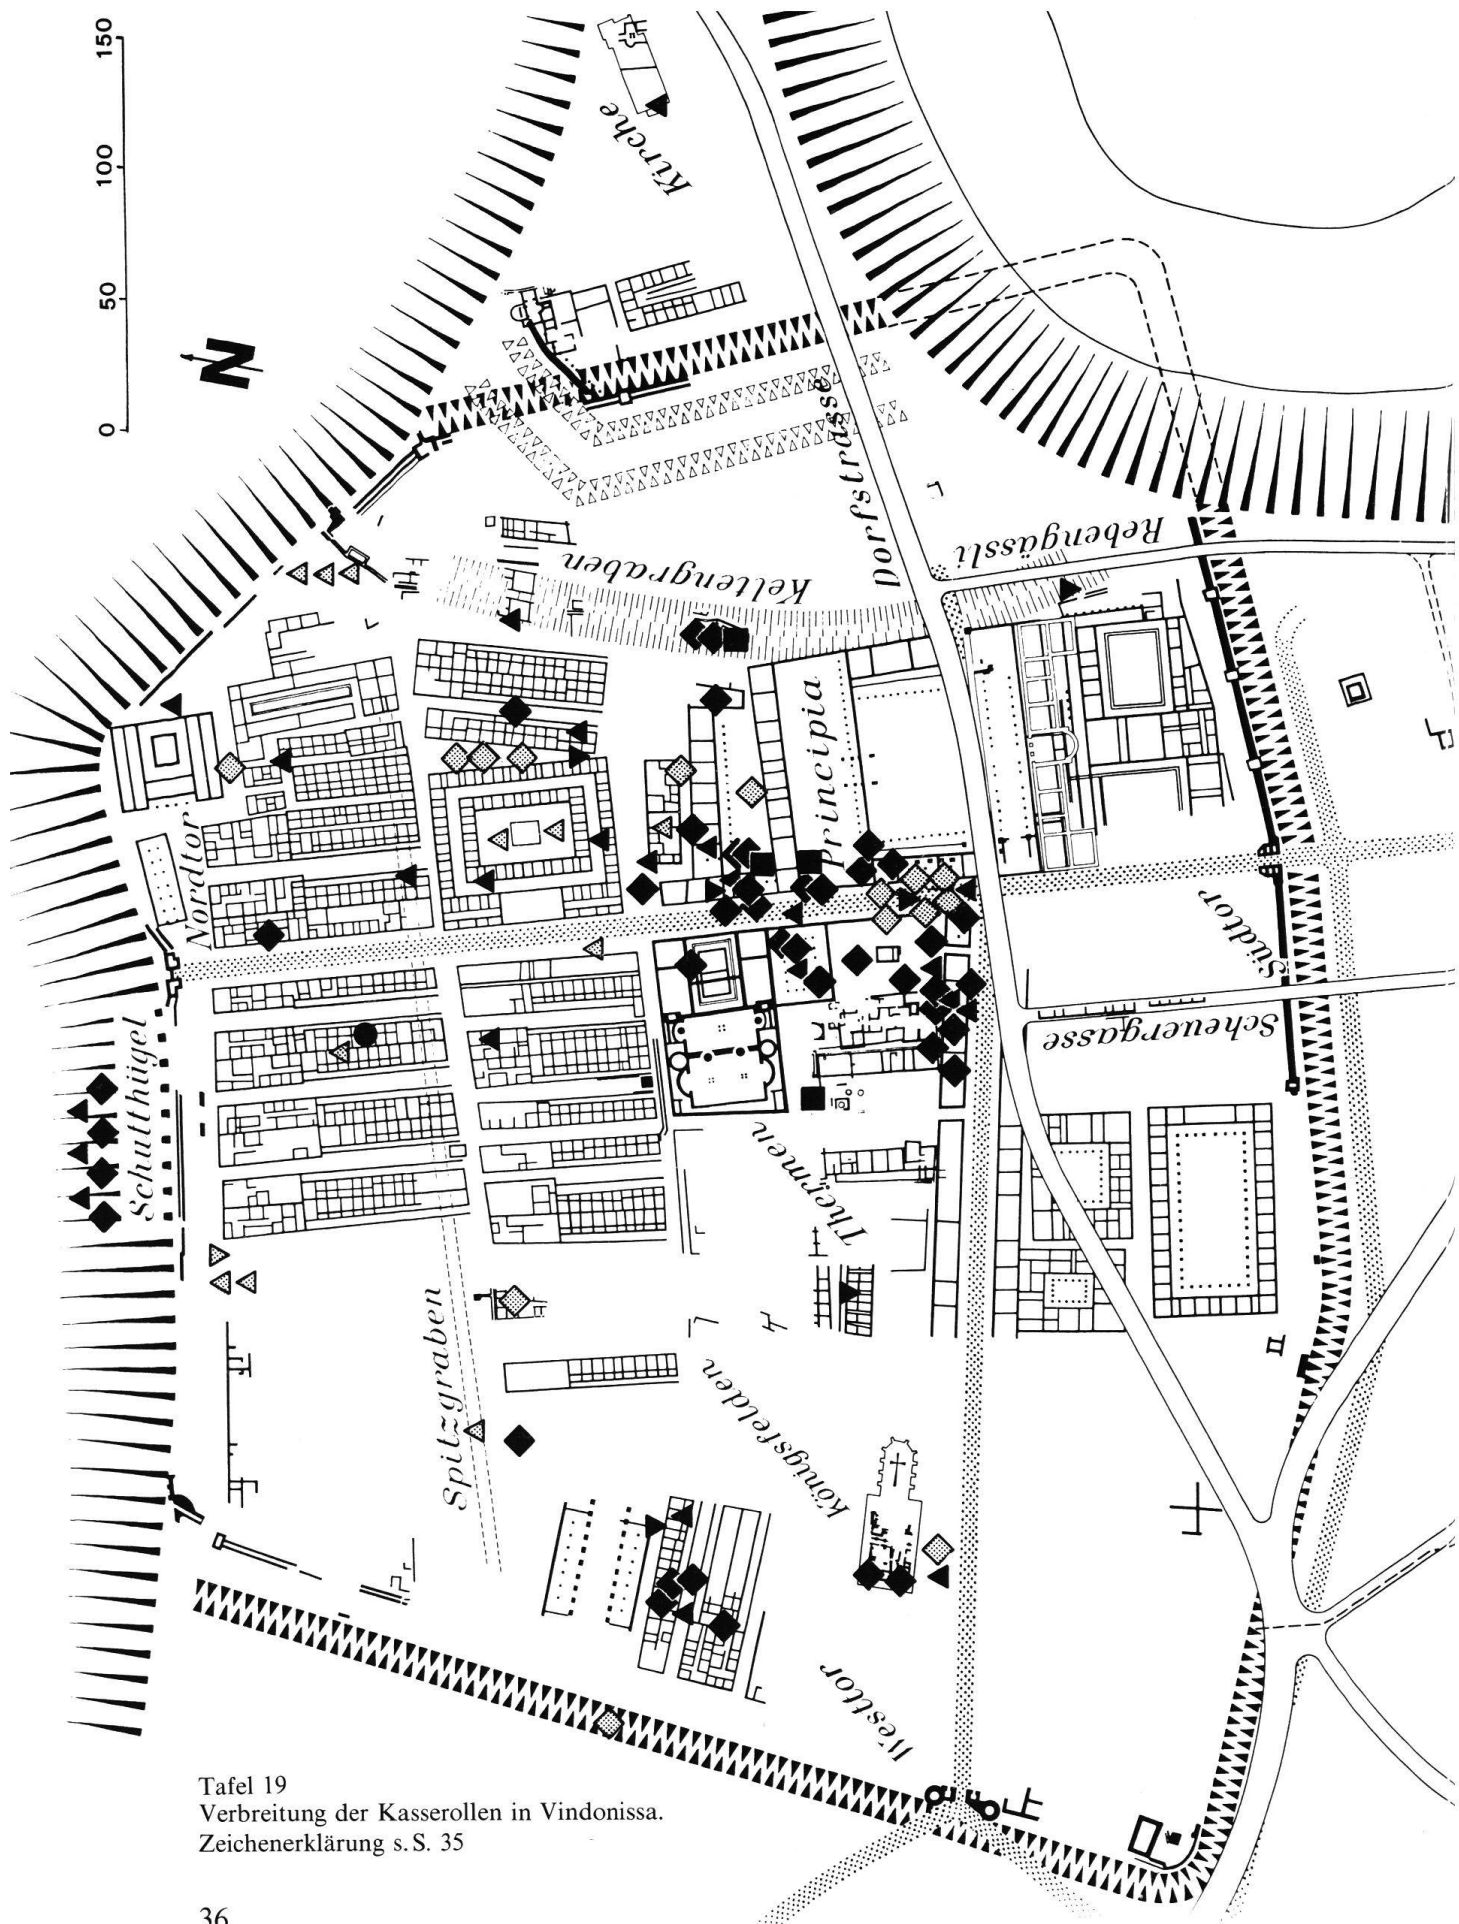 150
100
50
0
N
Kirche
Dorfstrasse
Keltengraben
Rebengässli
Principia
Nordtor
Südtor
Scheuergasse
Schutthügel
Thermen
Spitzgraben
Königsfelden
Westtor
Tafel 19
Verbreitung der Kasserollen in Vindonissa.
Zeichenerklärung s. S. 35
36